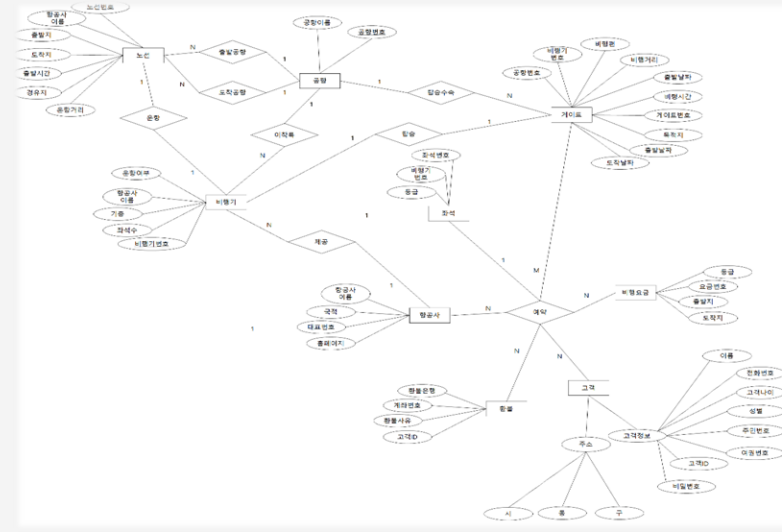 노선번호
항공사
이름
출발지
도착지
출발시간
경유지
운항거리
노선
N
출발공항
1
N
도착공항
1
공항이름
공항번호
공항
1
탑승수속
N
비행기
번호
비행편
비행거리
공항번호
출발날짜
비행시간
게이트번호
목적지
출발날짜
도착날짜
게이트
1
운항
1
1
이착륙
N
1
탑승
1
좌석번호
비행기
번호
등급
좌석
운항여부
항공사
이름
기종
좌석수
비행기번호
비행기
N
제공
1
1
1
M
항공사
이름
국적
대표번호
홈페이지
항공사
N
예약
N
비행요금
등급
요금번호
출발지
도착지
1
N
N
환불은행
계좌번호
환불사유
고객ID
환불
고객
주소
시
동
구
고객정보
이름
전화번호
고객나이
성별
주민번호
여권번호
고객ID
비밀번호